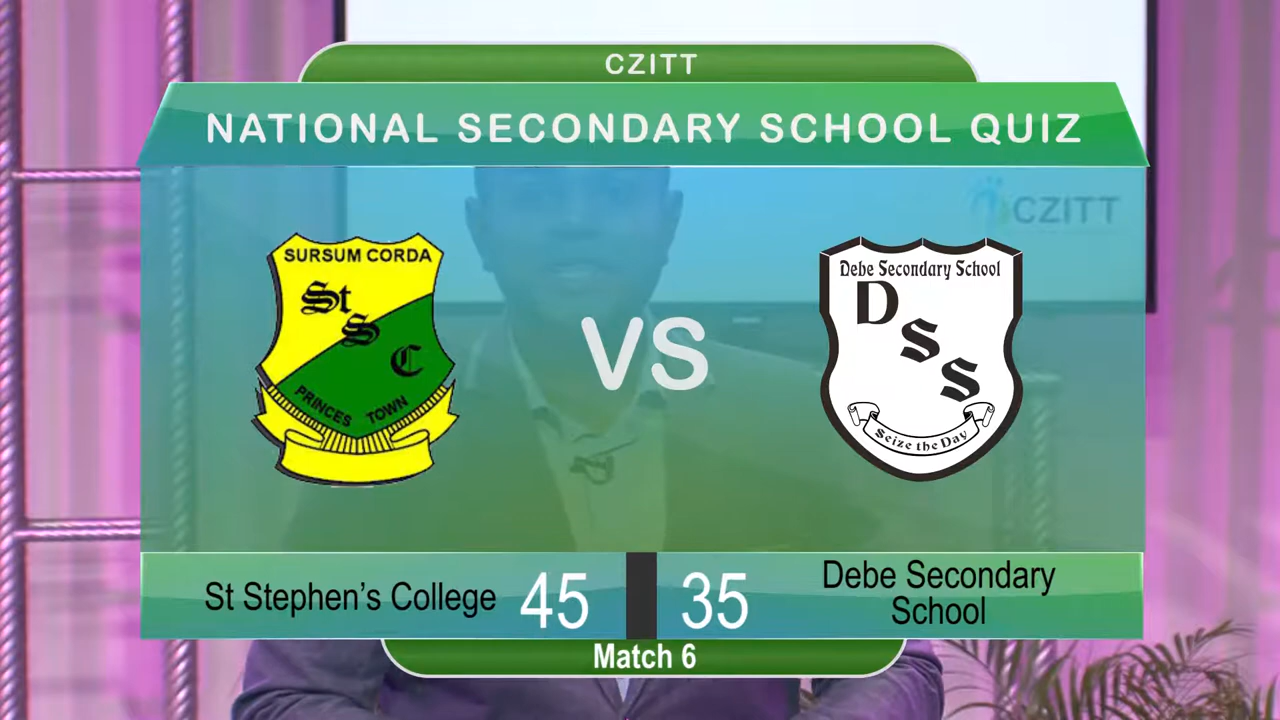 CZITT
NATIONAL SECONDARY SCHOOL QUIZ
CZITT
SURSUM CORDA
St
S
C
PRINCES TOWN
VS
Debe Secondary School
D
S
S
Seize the Day
St Stephen's College 45
35 Debe Secondary
School
Match 6